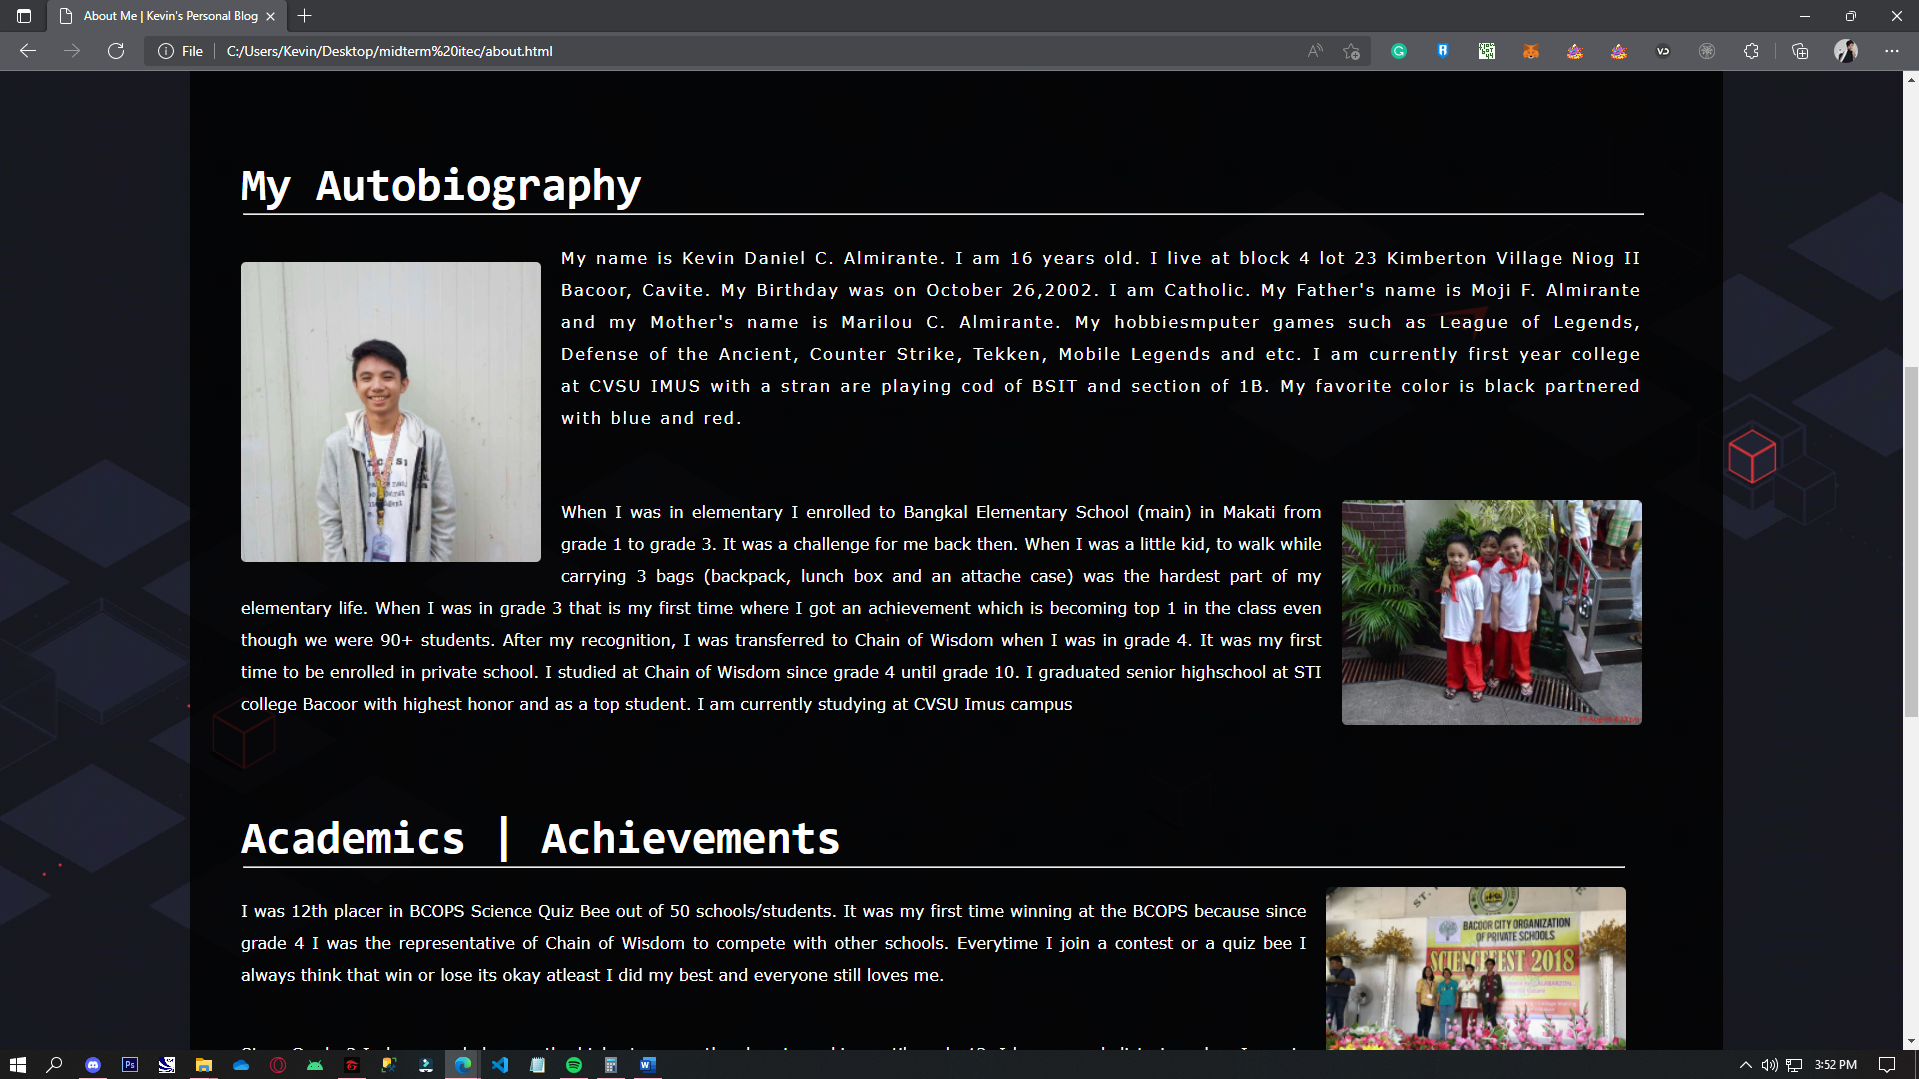 About Me | Kevin's Personal Blog
File
C:/Users/Kevin/Desktop/midterm%20itec/about.html
My Autobiography
My name is Kevin Daniel C. Almirante. I am 16 years old. I live at block 4 lot 23 Kimberton Village Niog II
Bacoor, Cavite. My Birthday was on October 26,2002. I am Catholic. My Father's name is Moji F. Almirante
and my Mother's name is Marilou C. Almirante. My hobbiesmputer games such as League of Legends,
Defense of the Ancient, Counter Strike, Tekken, Mobile Legends and etc. I am currently first year college
at CVSU IMUS with a stran are playing cod of BSIT and section of 1B. My favorite color is black partnered
with blue and red.
When I was in elementary I enrolled to Bangkal Elementary School (main) in Makati from
grade 1 to grade 3. It was a challenge for me back then. When I was a little kid, to walk while
carrying 3 bags (backpack, lunch box and an attache case) was the hardest part of my
elementary life. When I was in grade 3 that is my first time where I got an achievement which is becoming top 1 in the class even
though we were 90+ students. After my recognition, I was transferred to Chain of Wisdom when I was in grade 4. It was my first
time to be enrolled in private school. I studied at Chain of Wisdom since grade 4 until grade 10. I graduated senior highschool at STI
college Bacoor with highest honor and as a top student. I am currently studying at CVSU Imus campus
Academics | Achievements
I was 12th placer in BCOPS Science Quiz Bee out of 50 schools/students. It was my first time winning at the BCOPS because since
grade 4 I was the representative of Chain of Wisdom to compete with other schools. Everytime I join a contest or a quiz bee I
always think that win or lose its okay atleast I did my best and everyone still loves me.
BACOOR CITY ORGANIZATION
OF PRIVATE SCHOOLS
SCIENCEFEST 2018
3:52 PM